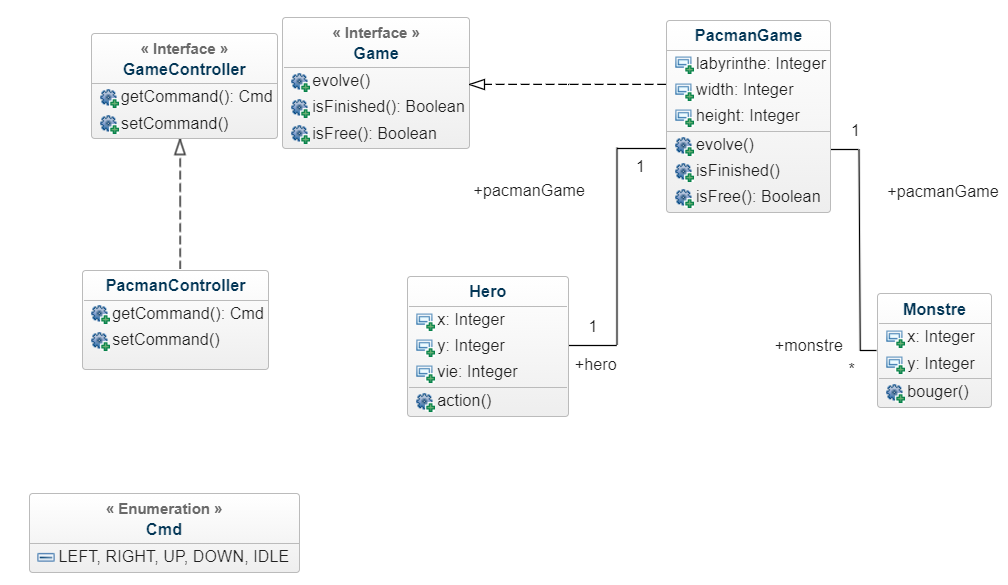 « Interface »
GameController
getCommand(): Cmd
setCommand()
« Interface »
Game
evolve()
isFinished(): Boolean
isFree(): Boolean
PacmanGame
labyrinthe: Integer
width: Integer
height: Integer
evolve()
isFinished()
isFree(): Boolean
1
1
+pacmanGame
+pacmanGame
PacmanController
getCommand(): Cmd
setCommand()
Hero
x: Integer
y: Integer
vie: Integer
action()
1
+hero
+monstre
*
Monstre
x: Integer
y: Integer
bouger()
« Enumeration »
Cmd
LEFT, RIGHT, UP, DOWN, IDLE